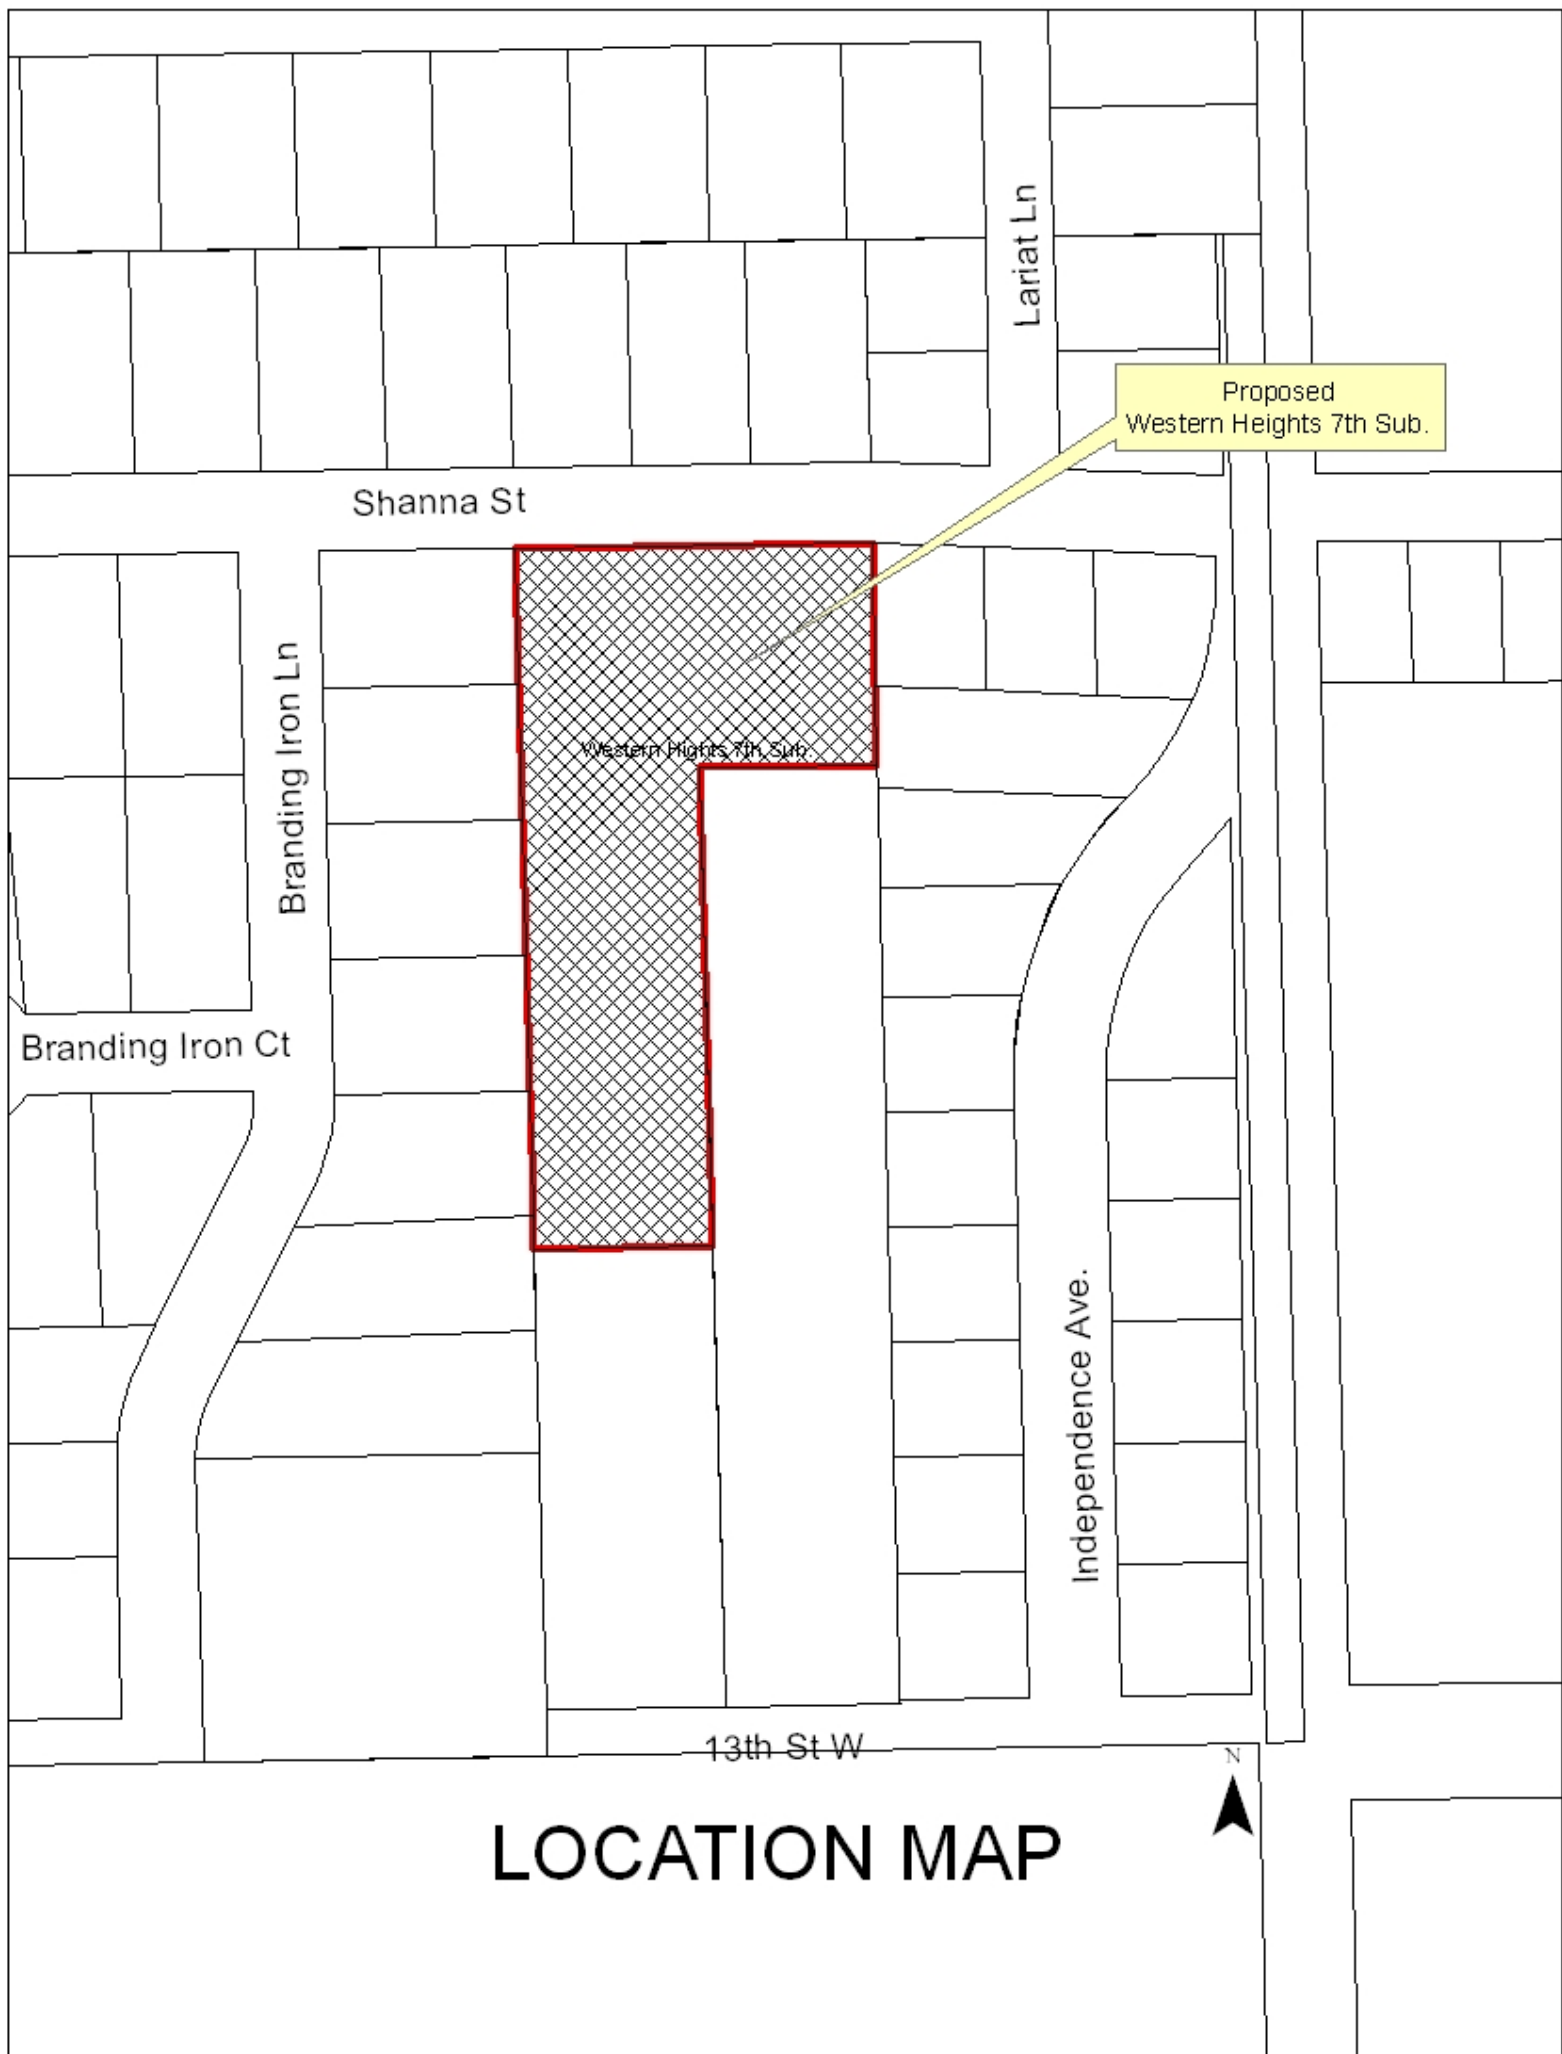 Lariat Ln
Proposed
Western Heights 7th Sub.
Shanna St
Branding Iron Ln
Western Hights 7th Sub.
Branding Iron Ct
Independence Ave.
13th St W
N
LOCATION MAP